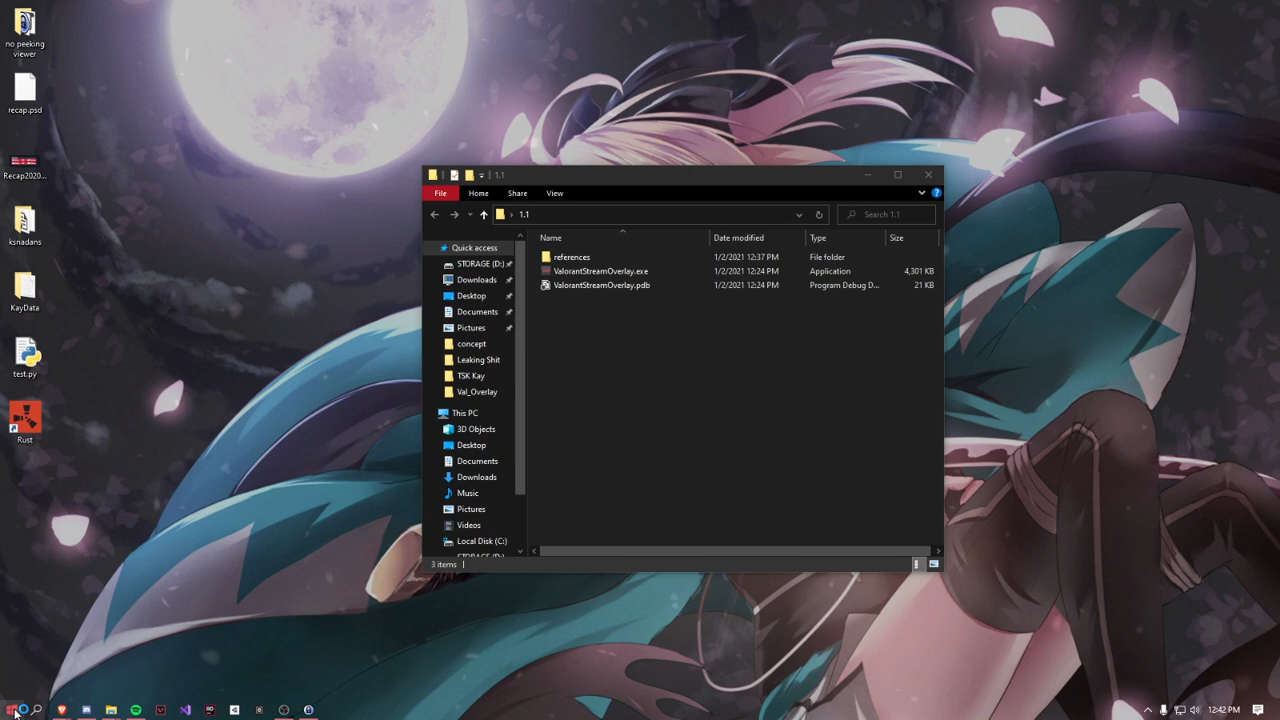 no peeking
viewer
recap.psd
Recap2020...
ksnadans
KayData
test.py
Rust
1.1
File
Home
Share
View
1.1
Search 1.1
Name
Date modified
Type
Size
references
1/2/2021 12:37 PM
File folder
ValorantStreamOverlay.exe
1/2/2021 12:24 PM
Application
4,301 KB
ValorantStreamOverlay.pdb
1/2/2021 12:24 PM
Program Debug D...
21 KB
Quick access
STORAGE (D:)
Downloads
Desktop
Documents
Pictures
concept
Leaking Shit
TSK Kay
Val_Overlay
This PC
3D Objects
Desktop
Documents
Downloads
Music
Pictures
Videos
Local Disk (C:)
STORAGE (D:)
3 items
12:42 PM